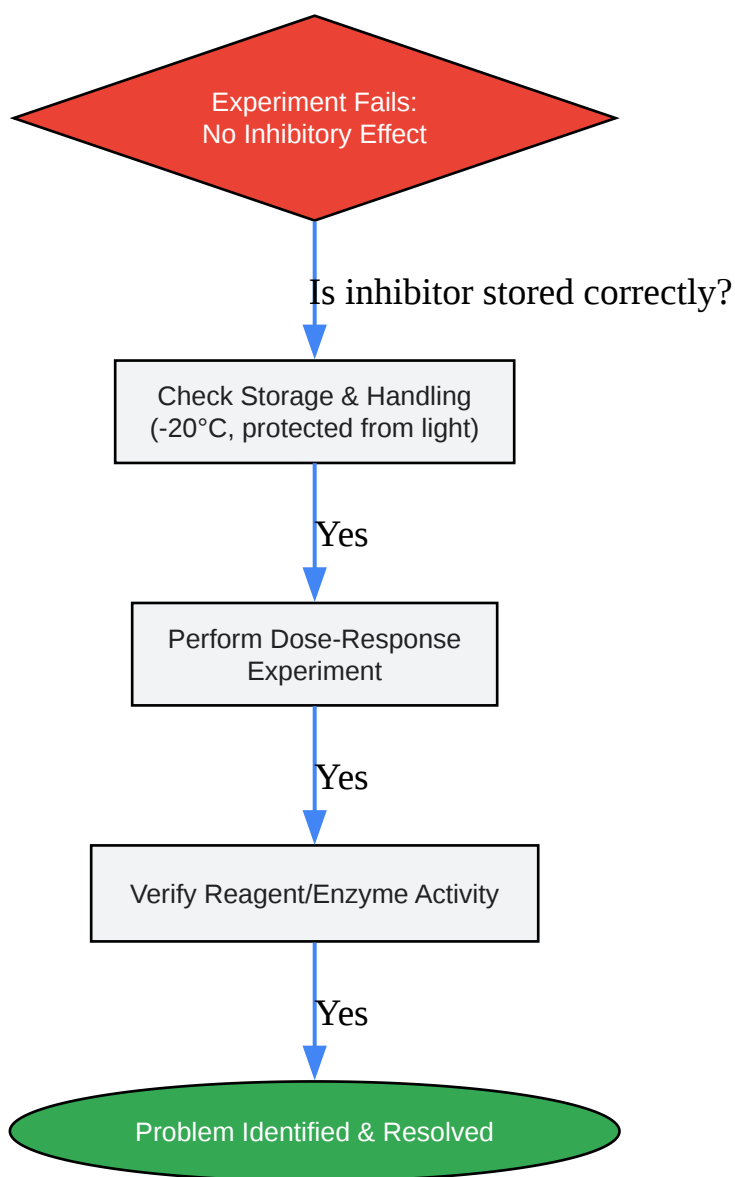 Experiment Fails:
No Inhibitory Effect
Is inhibitor stored correctly?
Check Storage & Handling
(-20°C, protected from light)
Yes
Perform Dose-Response
Experiment
Yes
Verify Reagent/Enzyme Activity
Yes
Problem Identified & Resolved